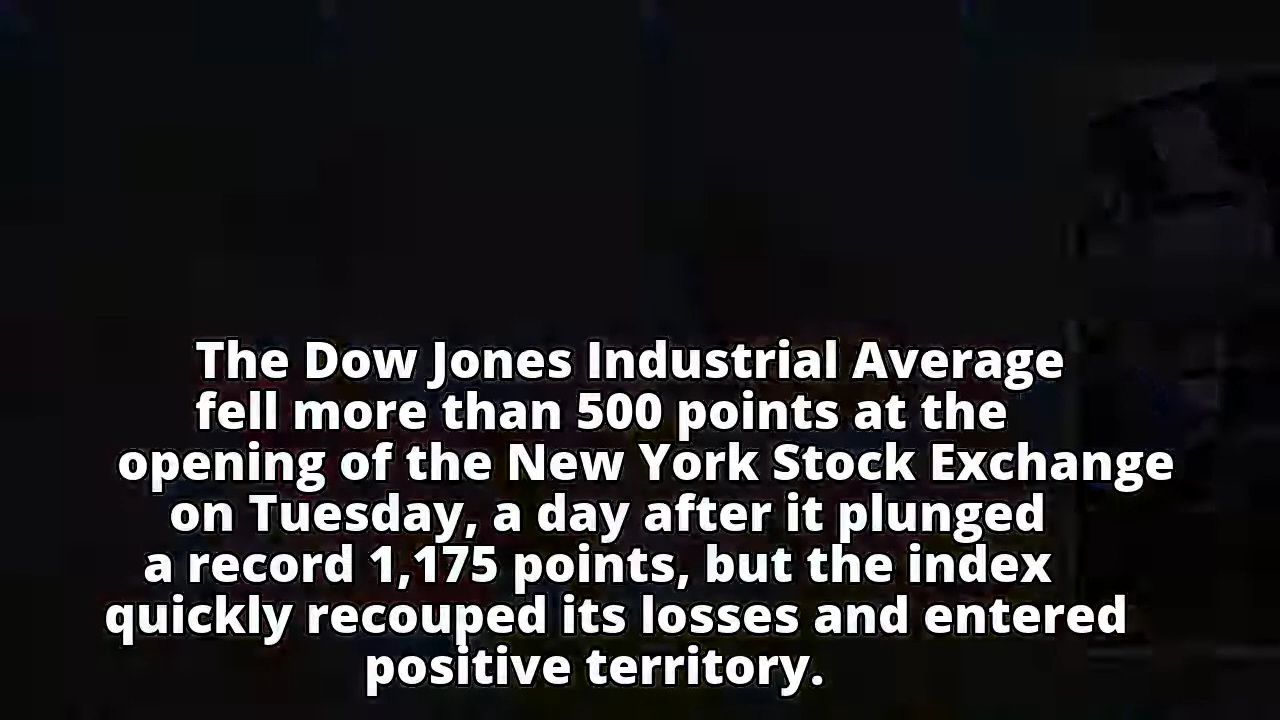 The Dow Jones Industrial Average
fell more than 500 points at the
opening of the New York Stock Exchange
on Tuesday, a day after it plunged
a record 1,175 points, but the index
quickly recouped its losses and entered
positive territory.